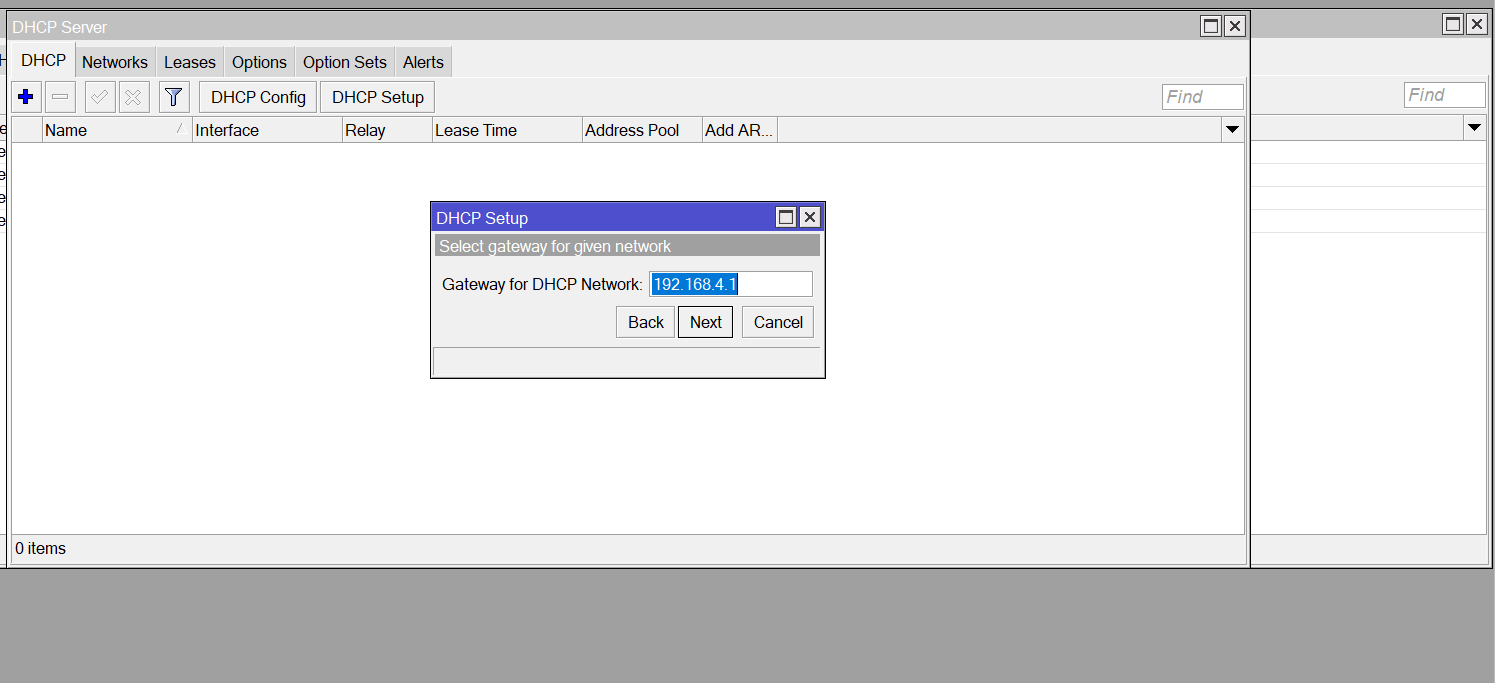 DHCP Server
DHCP Networks Leases Options Option Sets Alerts
DHCP Config DHCP Setup Find Find
Name Interface Relay Lease Time Address Pool Add AR...
DHCP Setup
Select gateway for given network
Gateway for DHCP Network: 192.168.4.1
Back Next Cancel
0 items